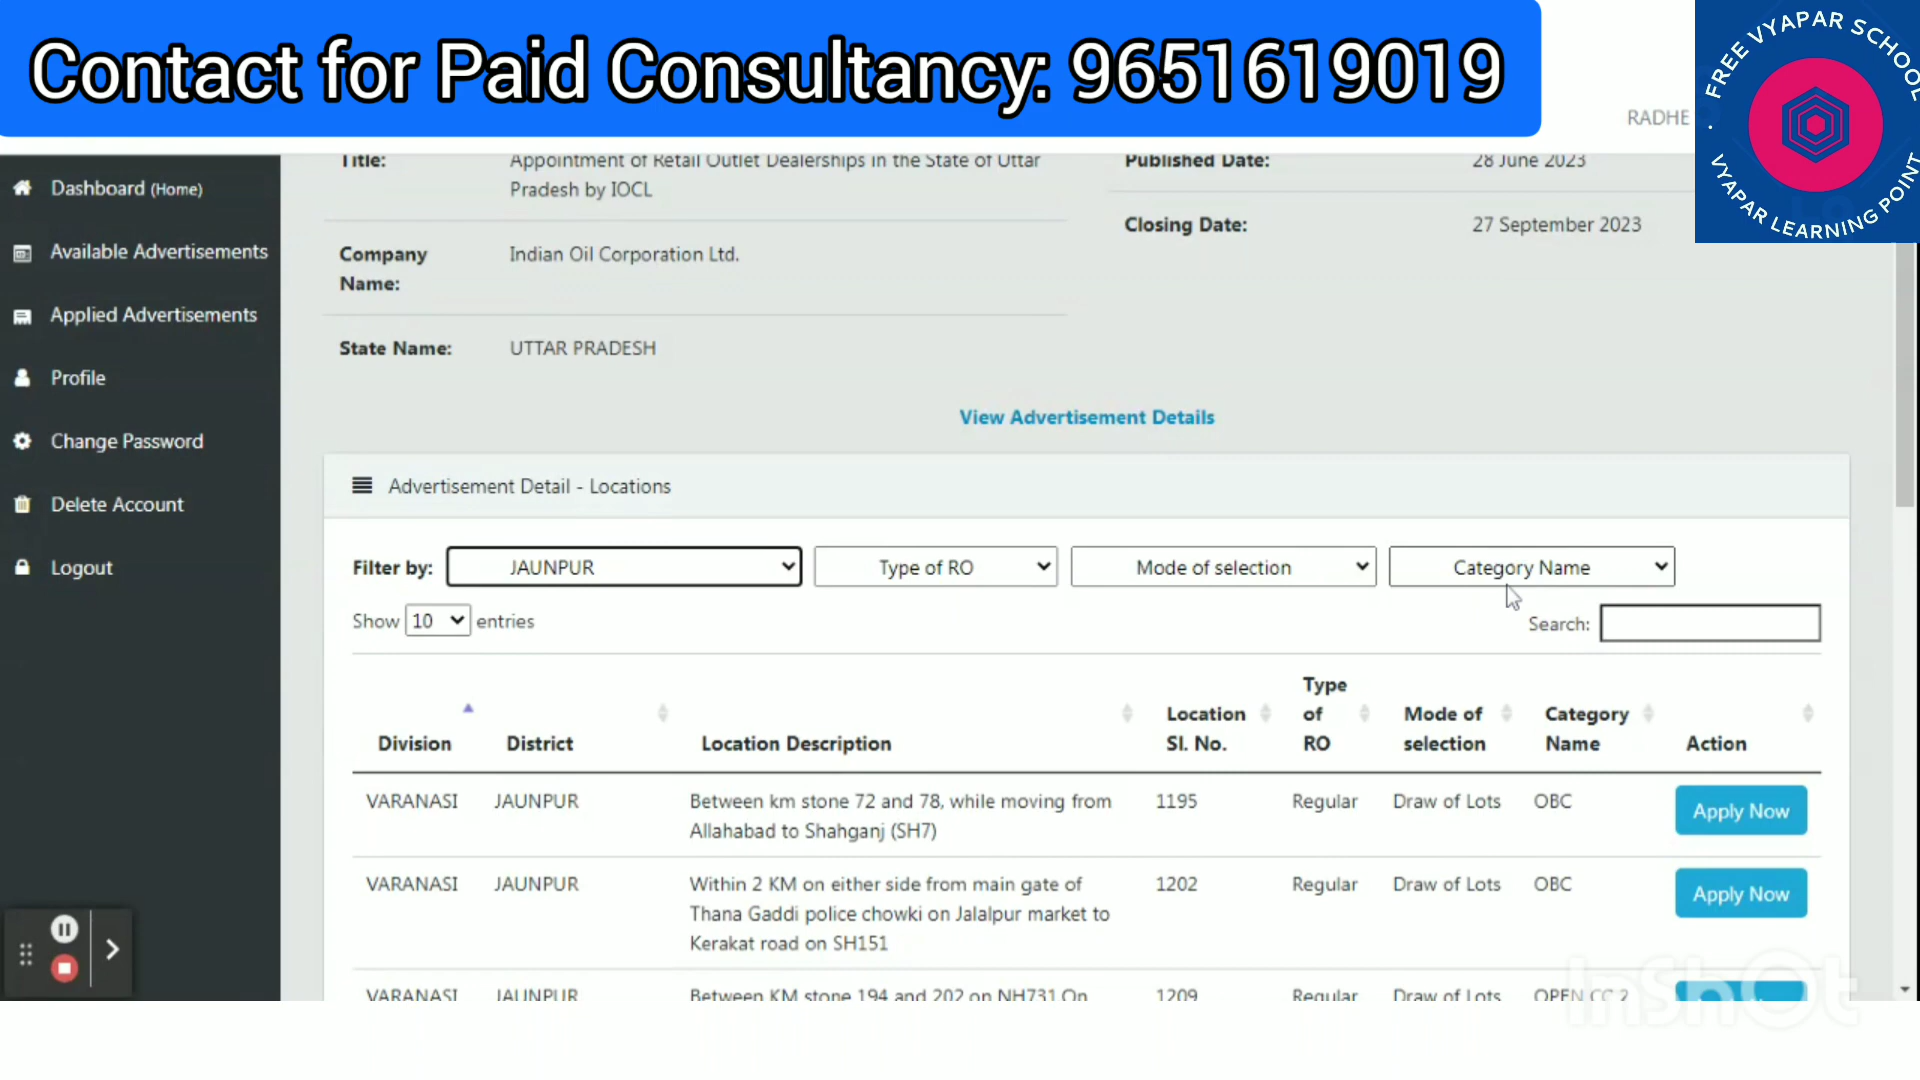 Contact for Paid Consultancy: 9651619019
FREE VYAPAR SCHOOL
VYAPAR LEARNING POINT
RADHE
Dashboard (Home)
Available Advertisements
Applied Advertisements
Profile
Change Password
Delete Account
Logout
Title: Appointment of Retail Outlet Dealerships in the State of Uttar
Pradesh by IOCL
Published Date: 28 June 2023
Closing Date: 27 September 2023
Company Indian Oil Corporation Ltd.
Name:
State Name: UTTAR PRADESH
View Advertisement Details
Advertisement Detail - Locations
Filter by: JAUNPUR Type of RO Mode of selection Category Name
Show 10 entries Search:
Type
Location of Mode of Category
Division District Location Description Sl. No. RO selection Name Action
VARANASI JAUNPUR Between km stone 72 and 78, while moving from 1195 Regular Draw of Lots OBC Apply Now
Allahabad to Shahganj (SH7)
VARANASI JAUNPUR Within 2 KM on either side from main gate of 1202 Regular Draw of Lots OBC Apply Now
Thana Gaddi police chowki on Jalalpur market to
Kerakat road on SH151
VARANASI JAUNPUR Between KM stone 194 and 202 on NH731 On 1209 Regular Draw of Lots OPEN CC 2
InShOt